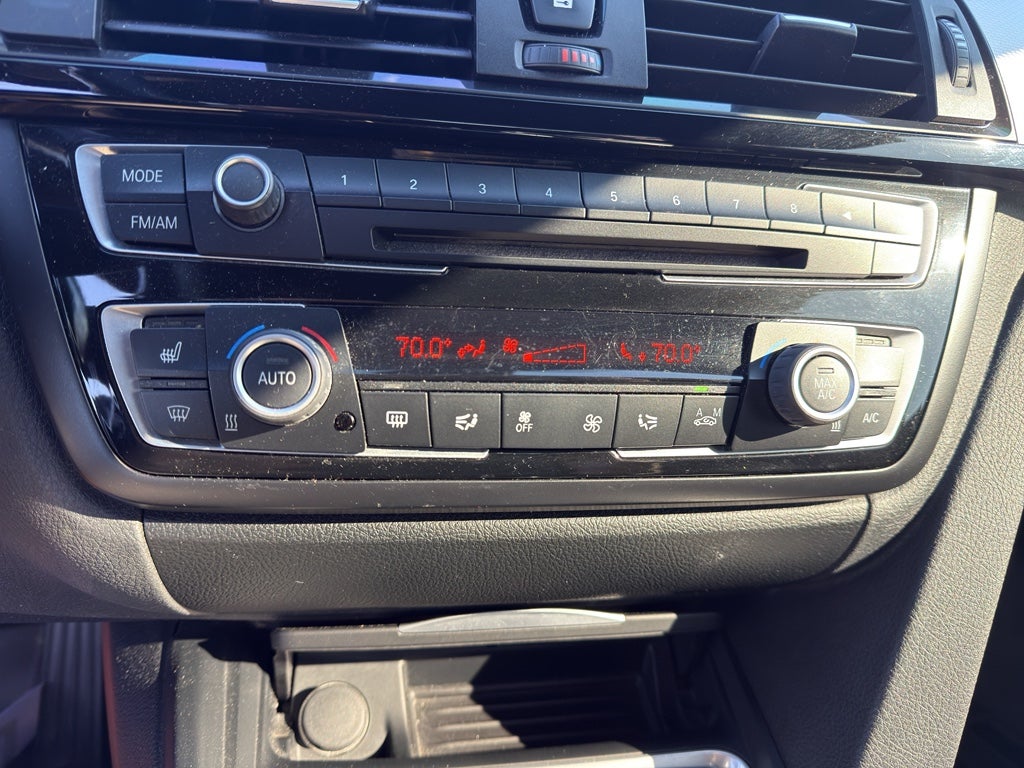 MODE
1 2 3 4 5 6 7 8
FM/AM
70.0° 70.0°
AUTO
MAX
A/C
OFF
A M
A/C